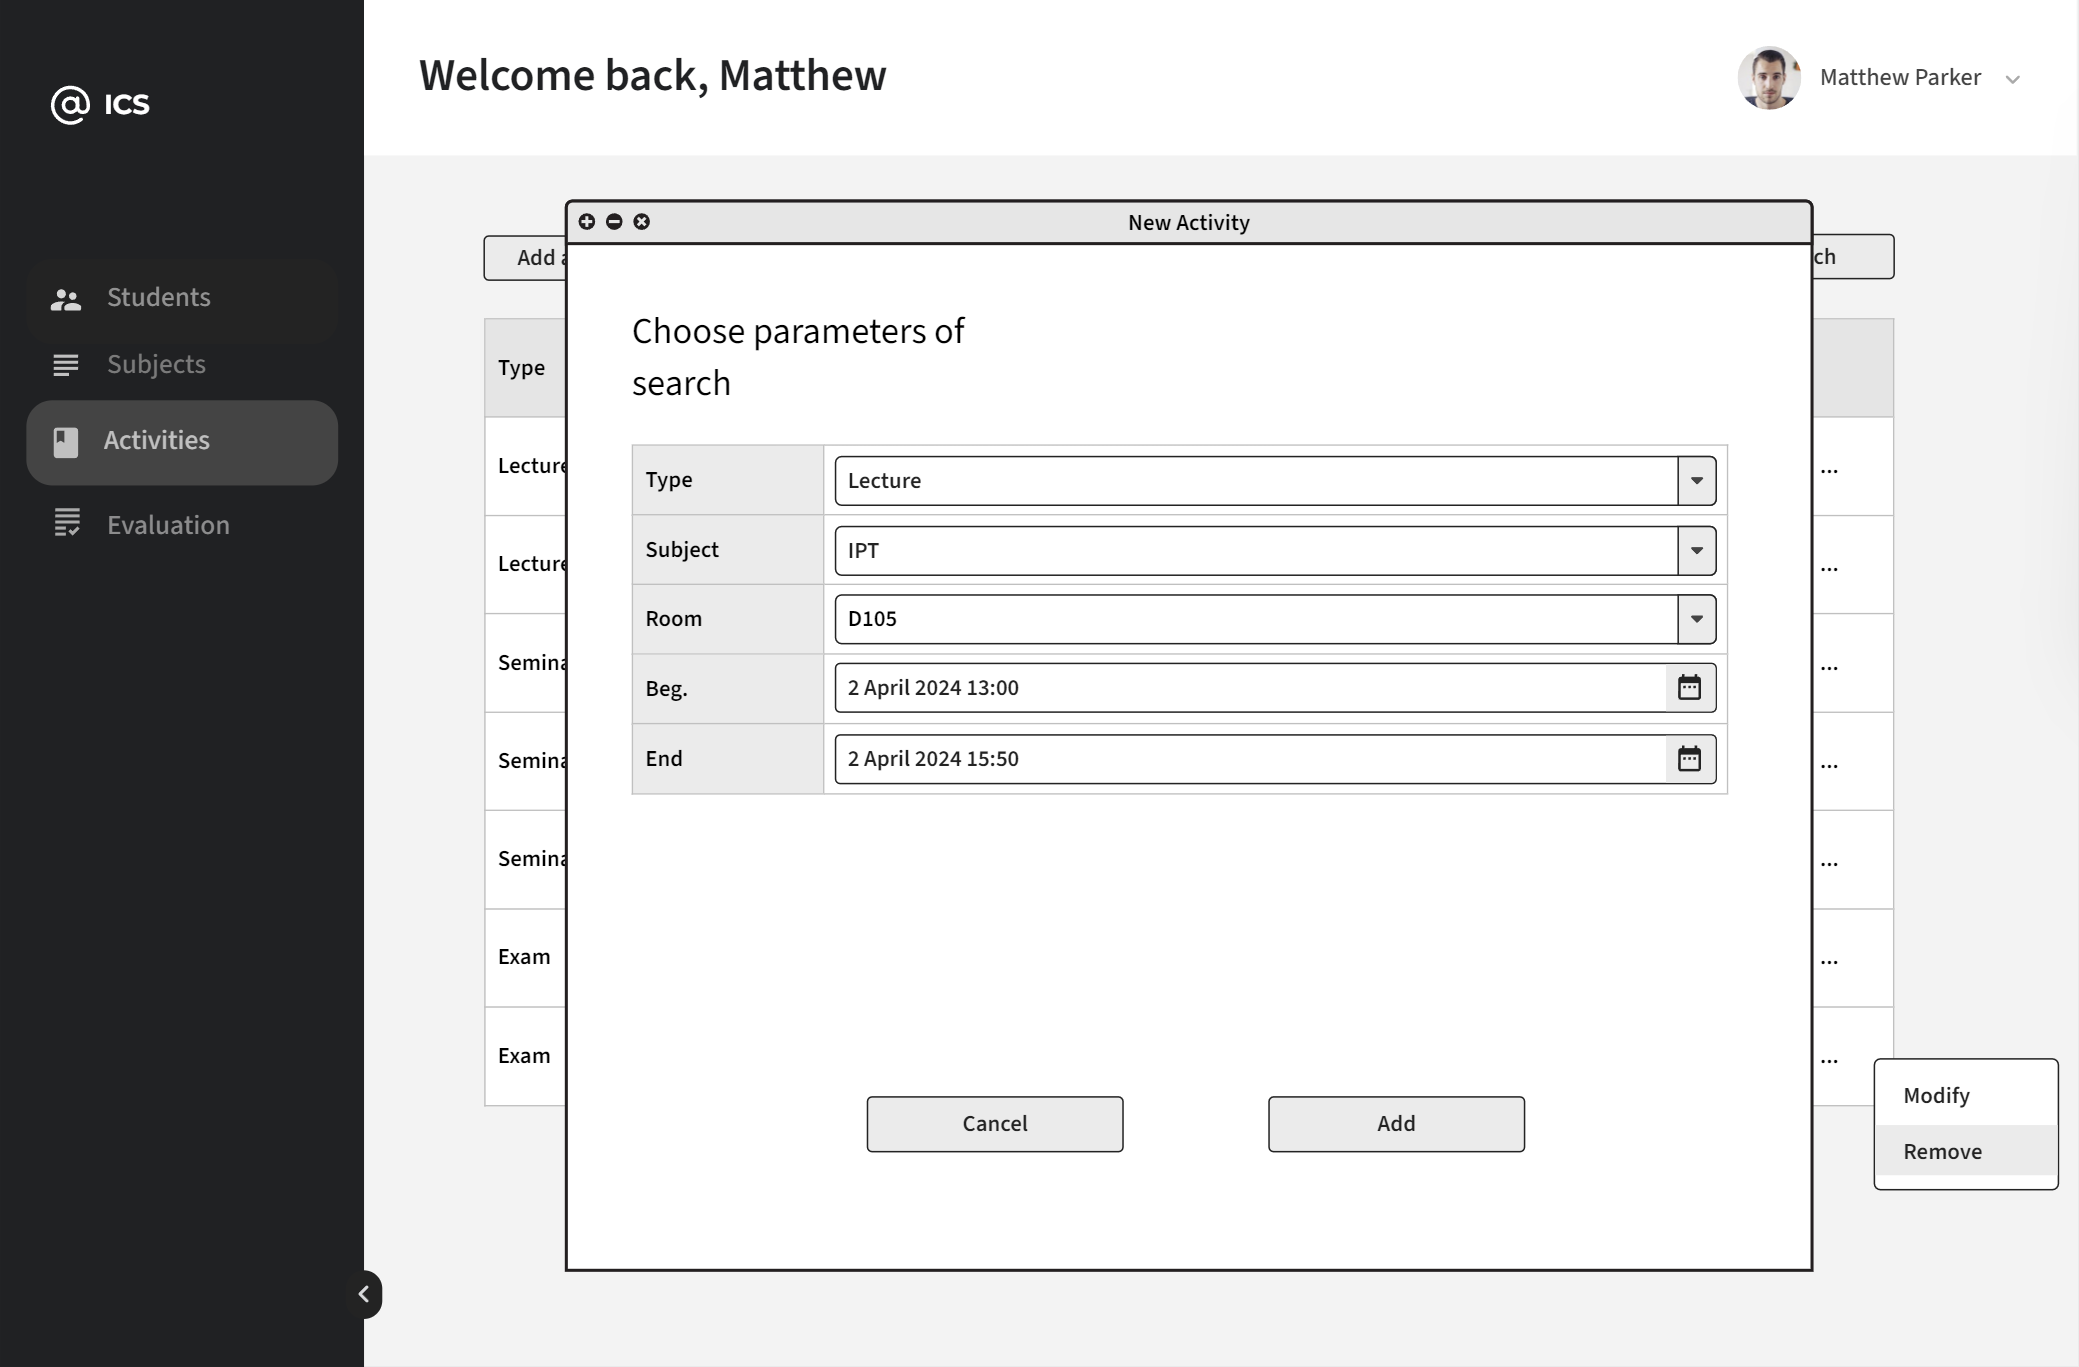 Welcome back, Matthew
Matthew Parker
@ ICS
Students
Subjects
Activities
Evaluation
New Activity
Add
ch
Choose parameters of
search
Type
Lecture
Lecture
Semina
Semina
Semina
Exam
Exam
Type
Lecture
Subject
IPT
Room
D105
Beg.
2 April 2024 13:00
End
2 April 2024 15:50
...
...
...
...
...
...
...
Cancel
Add
Modify
Remove